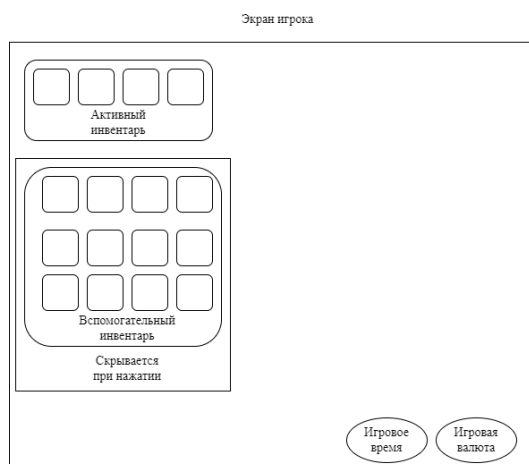 Экран игрока
Активный
инвентарь
Вспомогательный
инвентарь
Скрывается
при нажатии
Игровое
время
Игровая
валюта